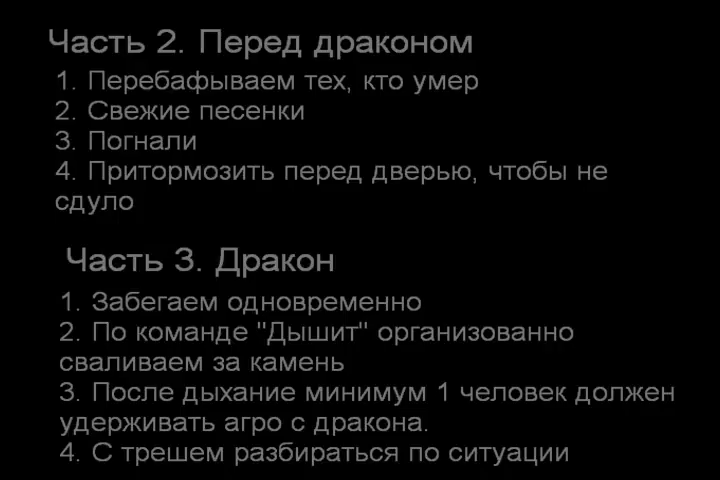 Часть 2. Перед драконом
1. Перебафываем тех, кто умер
2. Свежие песенки
3. Погнали
4. Притормозить перед дверью, чтобы не
сдуло
Часть 3. Дракон
1. Забегаем одновременно
2. По команде "Дышит" организованно
сваливаем за камень
3. После дыхание минимум 1 человек должен
удерживать агро с дракона.
4. С трешем разбираться по ситуации